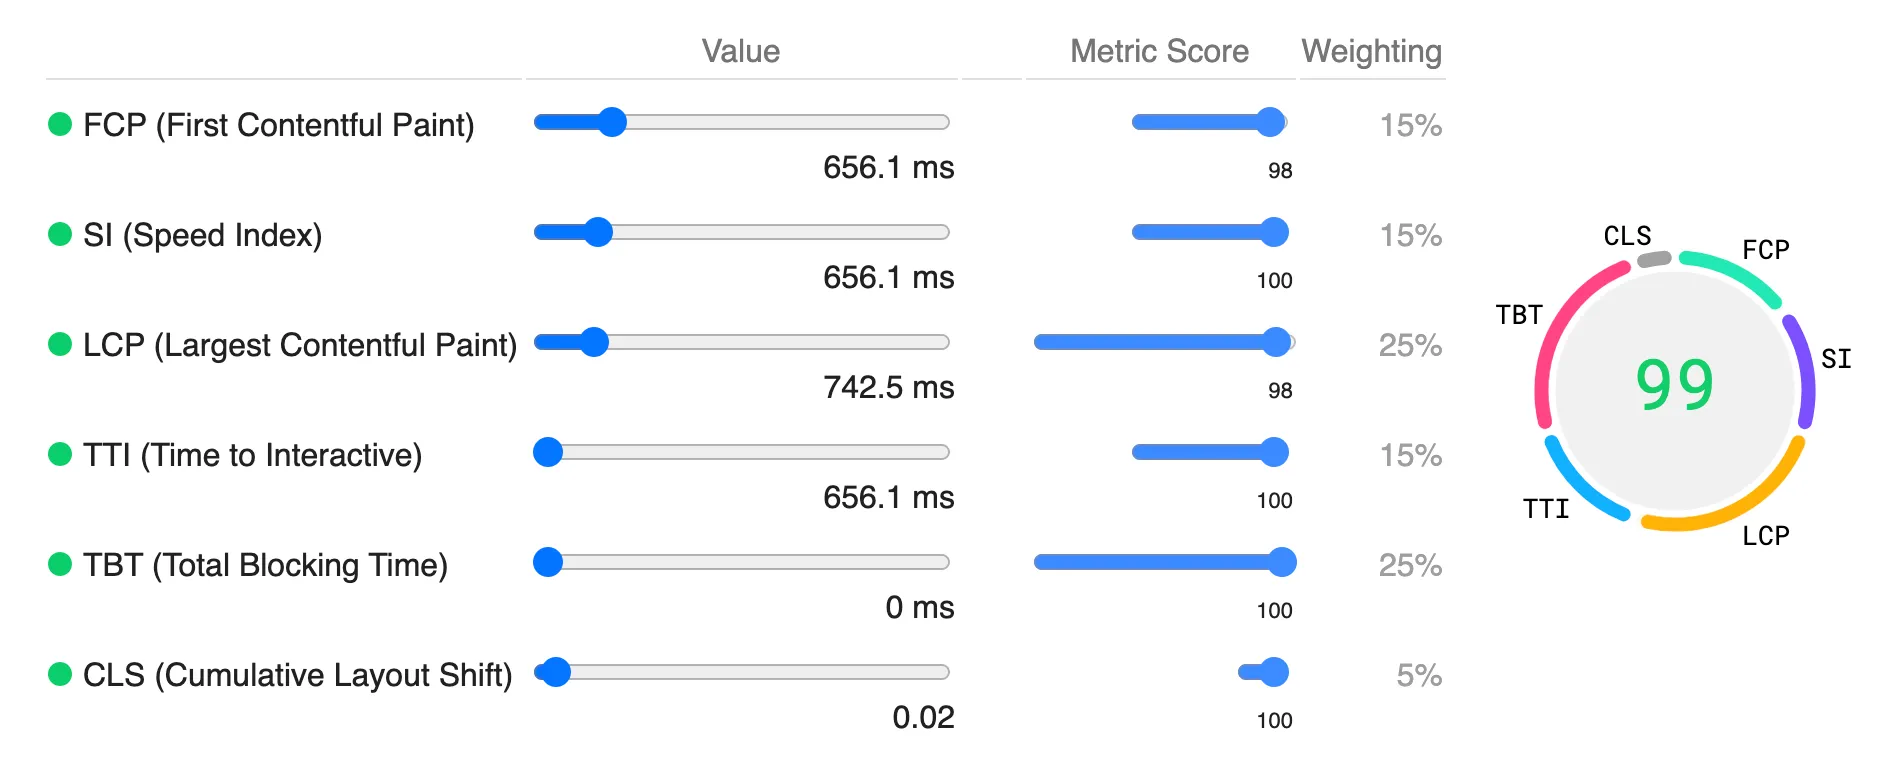 Value Metric Score Weighting
FCP (First Contentful Paint) 15%
656.1 ms 98
SI (Speed Index) 15%
656.1 ms 100
LCP (Largest Contentful Paint) 25%
742.5 ms 98
TTI (Time to Interactive) 15%
656.1 ms 100
TBT (Total Blocking Time) 25%
0 ms 100
CLS (Cumulative Layout Shift) 5%
0.02 100
CLS FCP
TBT
SI
99
TTI
LCP